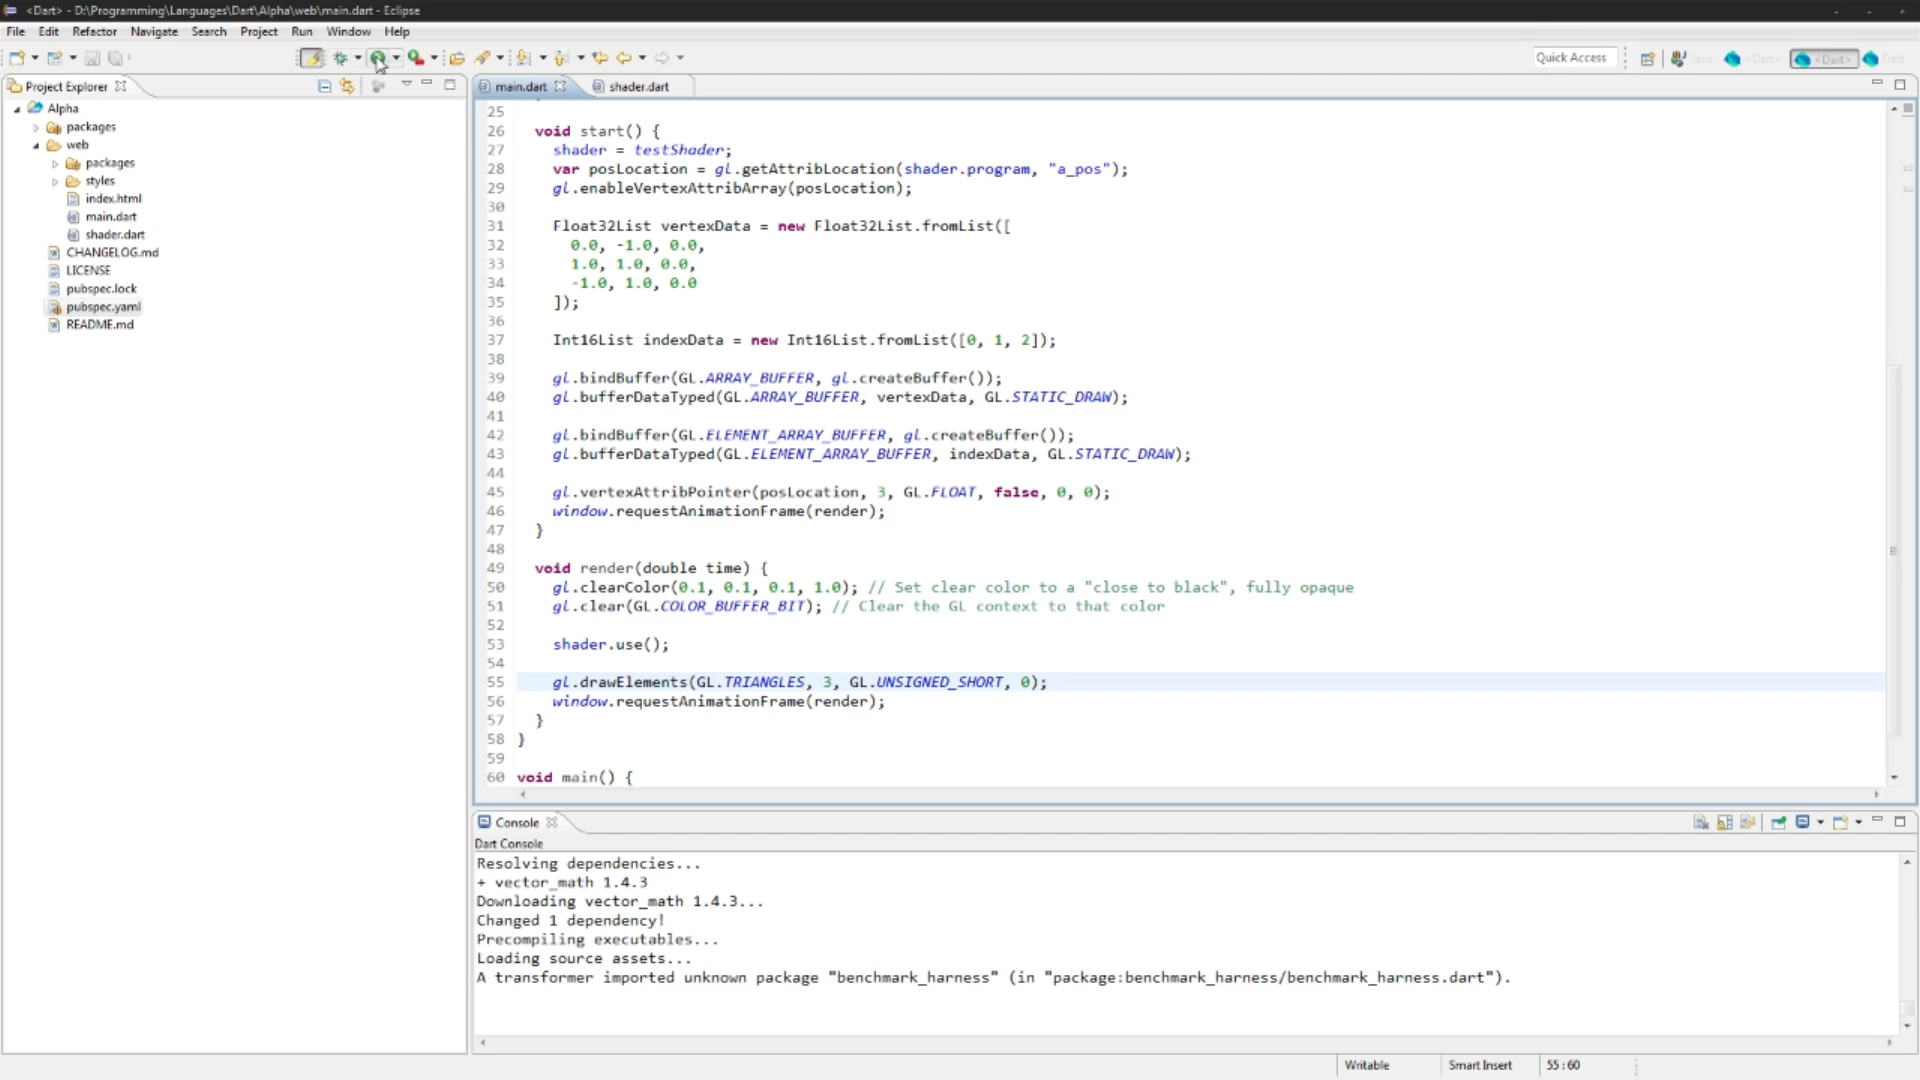 <Dart> - D:\Programming\Languages\Dart\Alpha\web\main.dart - Eclipse
File Edit Refactor Navigate Search Project Run Window Help
Quick Access
<Dart>
Project Explorer
Alpha
packages
web
packages
styles
index.html
main.dart
shader.dart
CHANGELOG.md
LICENSE
pubspec.lock
pubspec.yaml
README.md
main.dart shader.dart
25
26 void start() {
27 shader = testShader;
28 var posLocation = gl.getAttribLocation(shader.program, "a_pos");
29 gl.enableVertexAttribArray(posLocation);
30
31 Float32List vertexData = new Float32List.fromList([
32 0.0, -1.0, 0.0,
33 1.0, 1.0, 0.0,
34 -1.0, 1.0, 0.0
35 ]);
36
37 Int16List indexData = new Int16List.fromList([0, 1, 2]);
38
39 gl.bindBuffer(GL.ARRAY_BUFFER, gl.createBuffer());
40 gl.bufferDataTyped(GL.ARRAY_BUFFER, vertexData, GL.STATIC_DRAW);
41
42 gl.bindBuffer(GL.ELEMENT_ARRAY_BUFFER, gl.createBuffer());
43 gl.bufferDataTyped(GL.ELEMENT_ARRAY_BUFFER, indexData, GL.STATIC_DRAW);
44
45 gl.vertexAttribPointer(posLocation, 3, GL.FLOAT, false, 0, 0);
46 window.requestAnimationFrame(render);
47 }
48
49 void render(double time) {
50 gl.clearColor(0.1, 0.1, 0.1, 1.0); // Set clear color to a "close to black", fully opaque
51 gl.clear(GL.COLOR_BUFFER_BIT); // Clear the GL context to that color
52
53 shader.use();
54
55 gl.drawElements(GL.TRIANGLES, 3, GL.UNSIGNED_SHORT, 0);
56 window.requestAnimationFrame(render);
57 }
58 }
59
60 void main() {
Console
Dart Console
Resolving dependencies...
+ vector_math 1.4.3
Downloading vector_math 1.4.3...
Changed 1 dependency!
Precompiling executables...
Loading source assets...
A transformer imported unknown package "benchmark_harness" (in "package:benchmark_harness/benchmark_harness.dart").
Writable Smart Insert 55 : 60